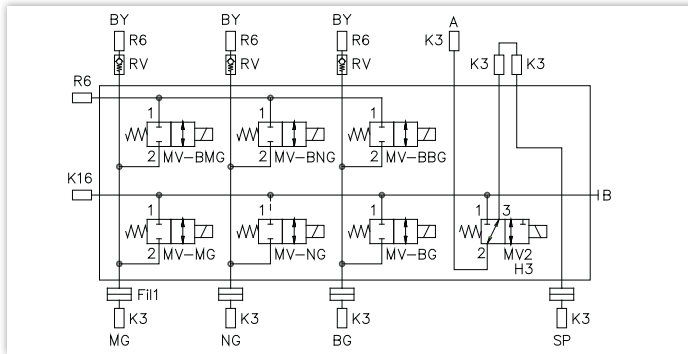 BY BY BY A
R6 R6 R6 K3
RV RV RV K3 K3
R6
1 1 1
2 MV-BMG 2 MV-BNG 2 MV-BBG
K16 B
1 1 1 1 3
2 MV-MG 2 MV-NG 2 MV-BG 2 MV2
H3
Fil1
K3 K3 K3 K3
MG NG BG SP